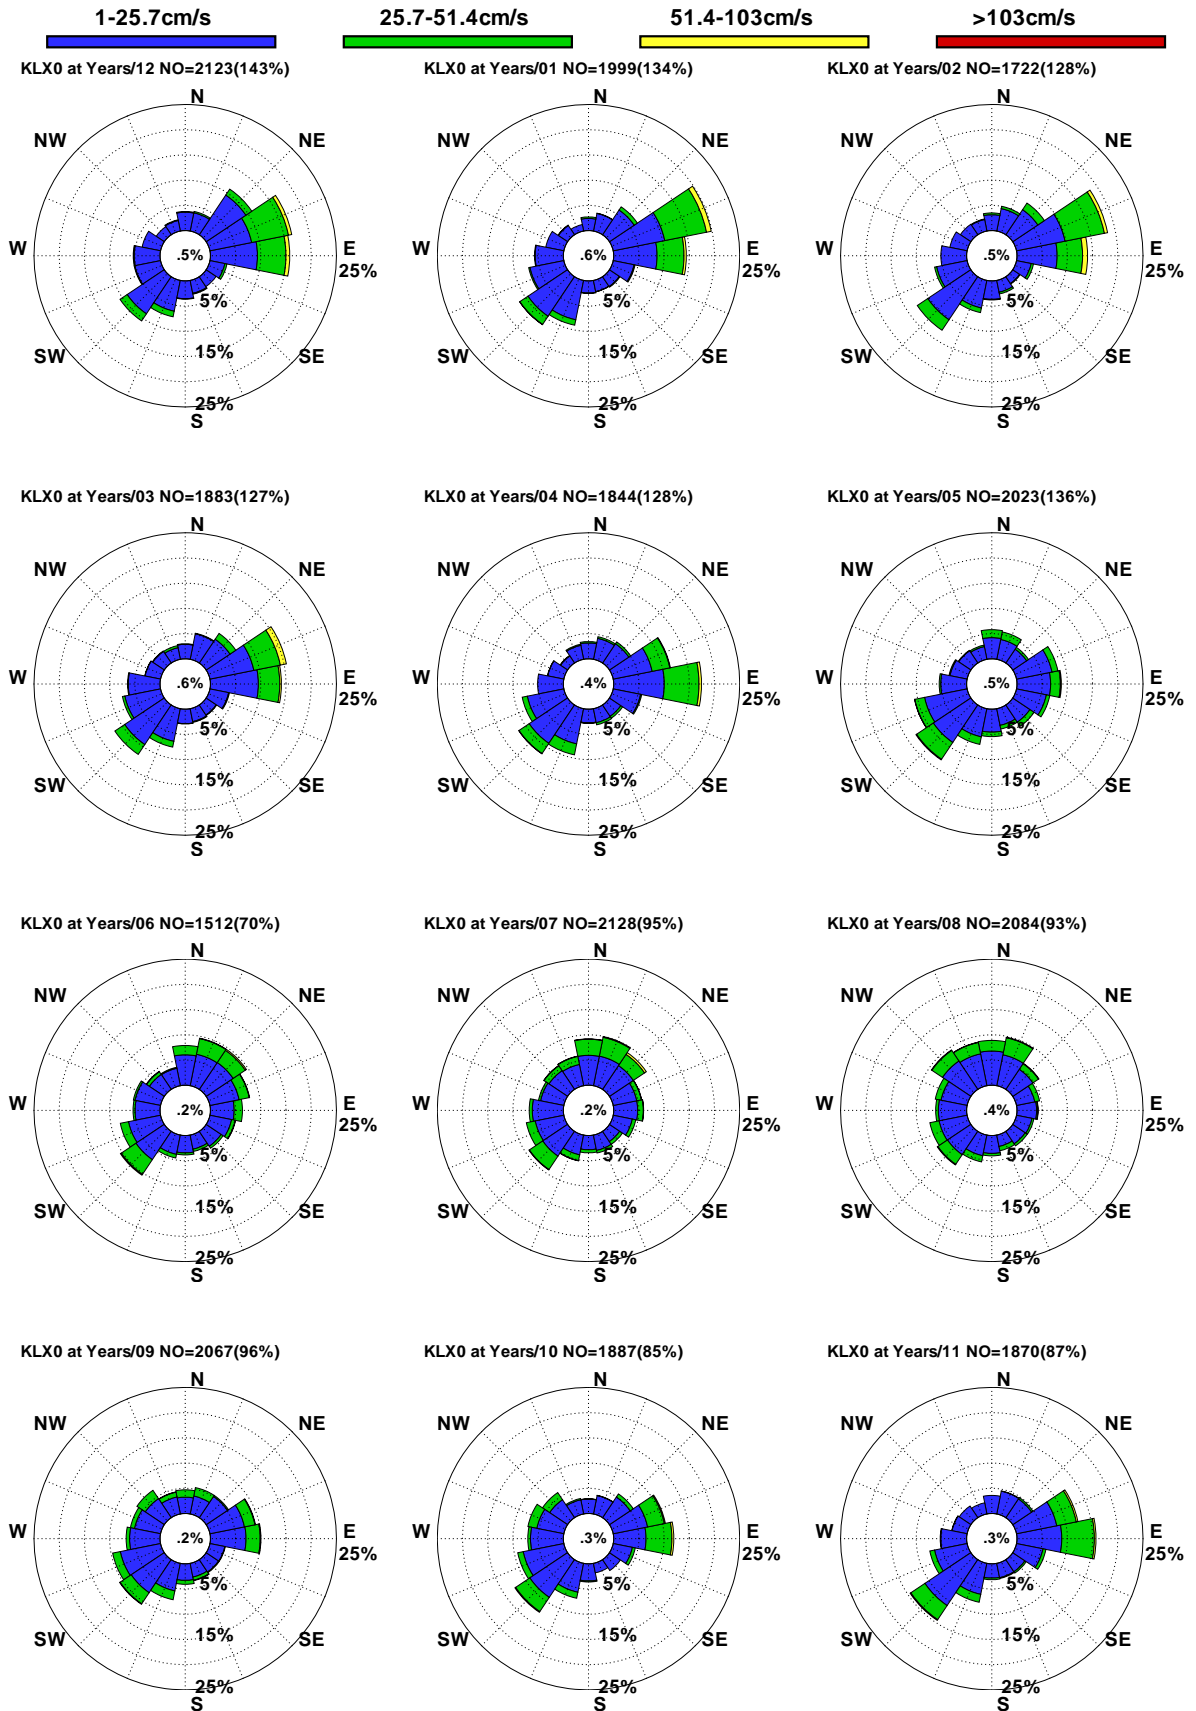 1-25.7cm/s 25.7-51.4cm/s 51.4-103cm/s >103cm/s
KLX0 at Years/12 NO=2123(143%)
N
NW NE
W .5% E
25%
5%
SW 15% SE
25%
S
KLX0 at Years/01 NO=1999(134%)
N
NW NE
W .6% E
25%
5%
SW 15% SE
25%
S
KLX0 at Years/02 NO=1722(128%)
N
NW NE
W .5% E
25%
5%
SW 15% SE
25%
S
KLX0 at Years/03 NO=1883(127%)
N
NW NE
W .6% E
25%
5%
SW 15% SE
25%
S
KLX0 at Years/04 NO=1844(128%)
N
NW NE
W .4% E
25%
5%
SW 15% SE
25%
S
KLX0 at Years/05 NO=2023(136%)
N
NW NE
W .5% E
25%
5%
SW 15% SE
25%
S
KLX0 at Years/06 NO=1512(70%)
N
NW NE
W .2% E
25%
5%
SW 15% SE
25%
S
KLX0 at Years/07 NO=2128(95%)
N
NW NE
W .2% E
25%
5%
SW 15% SE
25%
S
KLX0 at Years/08 NO=2084(93%)
N
NW NE
W .4% E
25%
5%
SW 15% SE
25%
S
KLX0 at Years/09 NO=2067(96%)
N
NW NE
W .2% E
25%
5%
SW 15% SE
25%
S
KLX0 at Years/10 NO=1887(85%)
N
NW NE
W .3% E
25%
5%
SW 15% SE
25%
S
KLX0 at Years/11 NO=1870(87%)
N
NW NE
W .3% E
25%
5%
SW 15% SE
25%
S